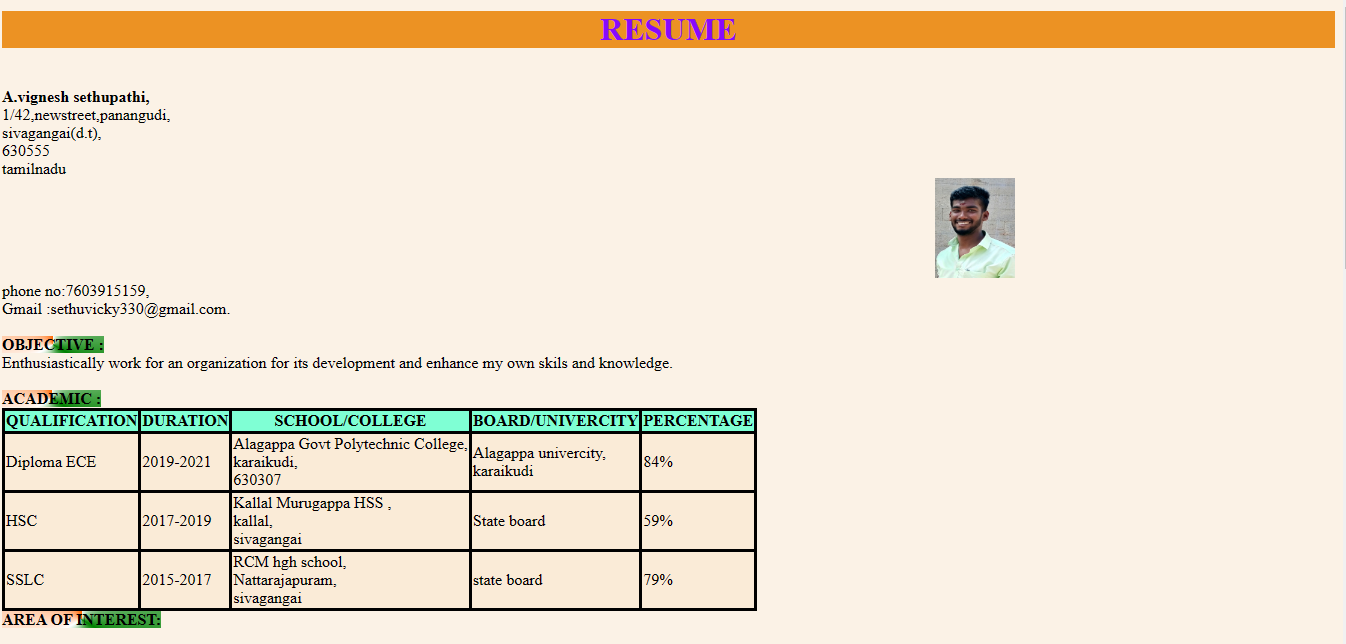 RESUME
A.vignesh sethupathi,
1/42,newstreet,panangudi,
sivagangai(d.t),
630555
tamilnadu
phone no:7603915159,
Gmail :sethuvicky330@gmail.com.
OBJECTIVE :
Enthusiastically work for an organization for its development and enhance my own skils and knowledge.
ACADEMIC :
QUALIFICATION DURATION SCHOOL/COLLEGE BOARD/UNIVERCITY PERCENTAGE
Diploma ECE 2019-2021 Alagappa Govt Polytechnic College,
karaikudi,
630307 Alagappa univercity,
karaikudi 84%
HSC 2017-2019 Kallal Murugappa HSS ,
kallal,
sivagangai State board 59%
SSLC 2015-2017 RCM hgh school,
Nattarajapuram,
sivagangai state board 79%
AREA OF INTEREST: